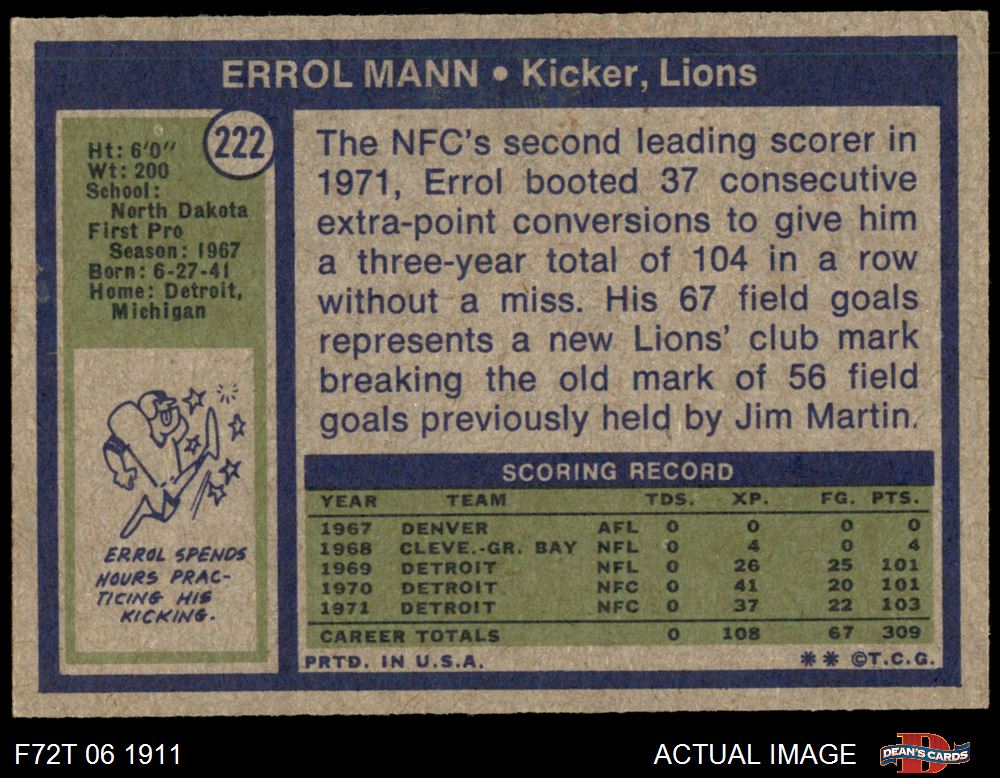 ERROL MANN • Kicker, Lions
222
Ht: 6'0"
Wt: 200
School:
North Dakota
First Pro
Season: 1967
Born: 6-27-41
Home: Detroit,
Michigan
ERROL SPENDS
HOURS PRAC-
TICING HIS
KICKING.
The NFC's second leading scorer in
1971, Errol booted 37 consecutive
extra-point conversions to give him
a three-year total of 104 in a row
without a miss. His 67 field goals
represents a new Lions' club mark
breaking the old mark of 56 field
goals previously held by Jim Martin.
SCORING RECORD
YEAR TEAM TDS. XP. FG. PTS.
1967 DENVER AFL 0 0 0 0
1968 CLEVE.-GR. BAY NFL 0 4 0 4
1969 DETROIT NFL 0 26 25 101
1970 DETROIT NFC 0 41 20 101
1971 DETROIT NFC 0 37 22 103
CAREER TOTALS 0 108 67 309
PRTD. IN U.S.A. ** ©T.C.G.
F72T 06 1911 ACTUAL IMAGE DEAN'S CARDS